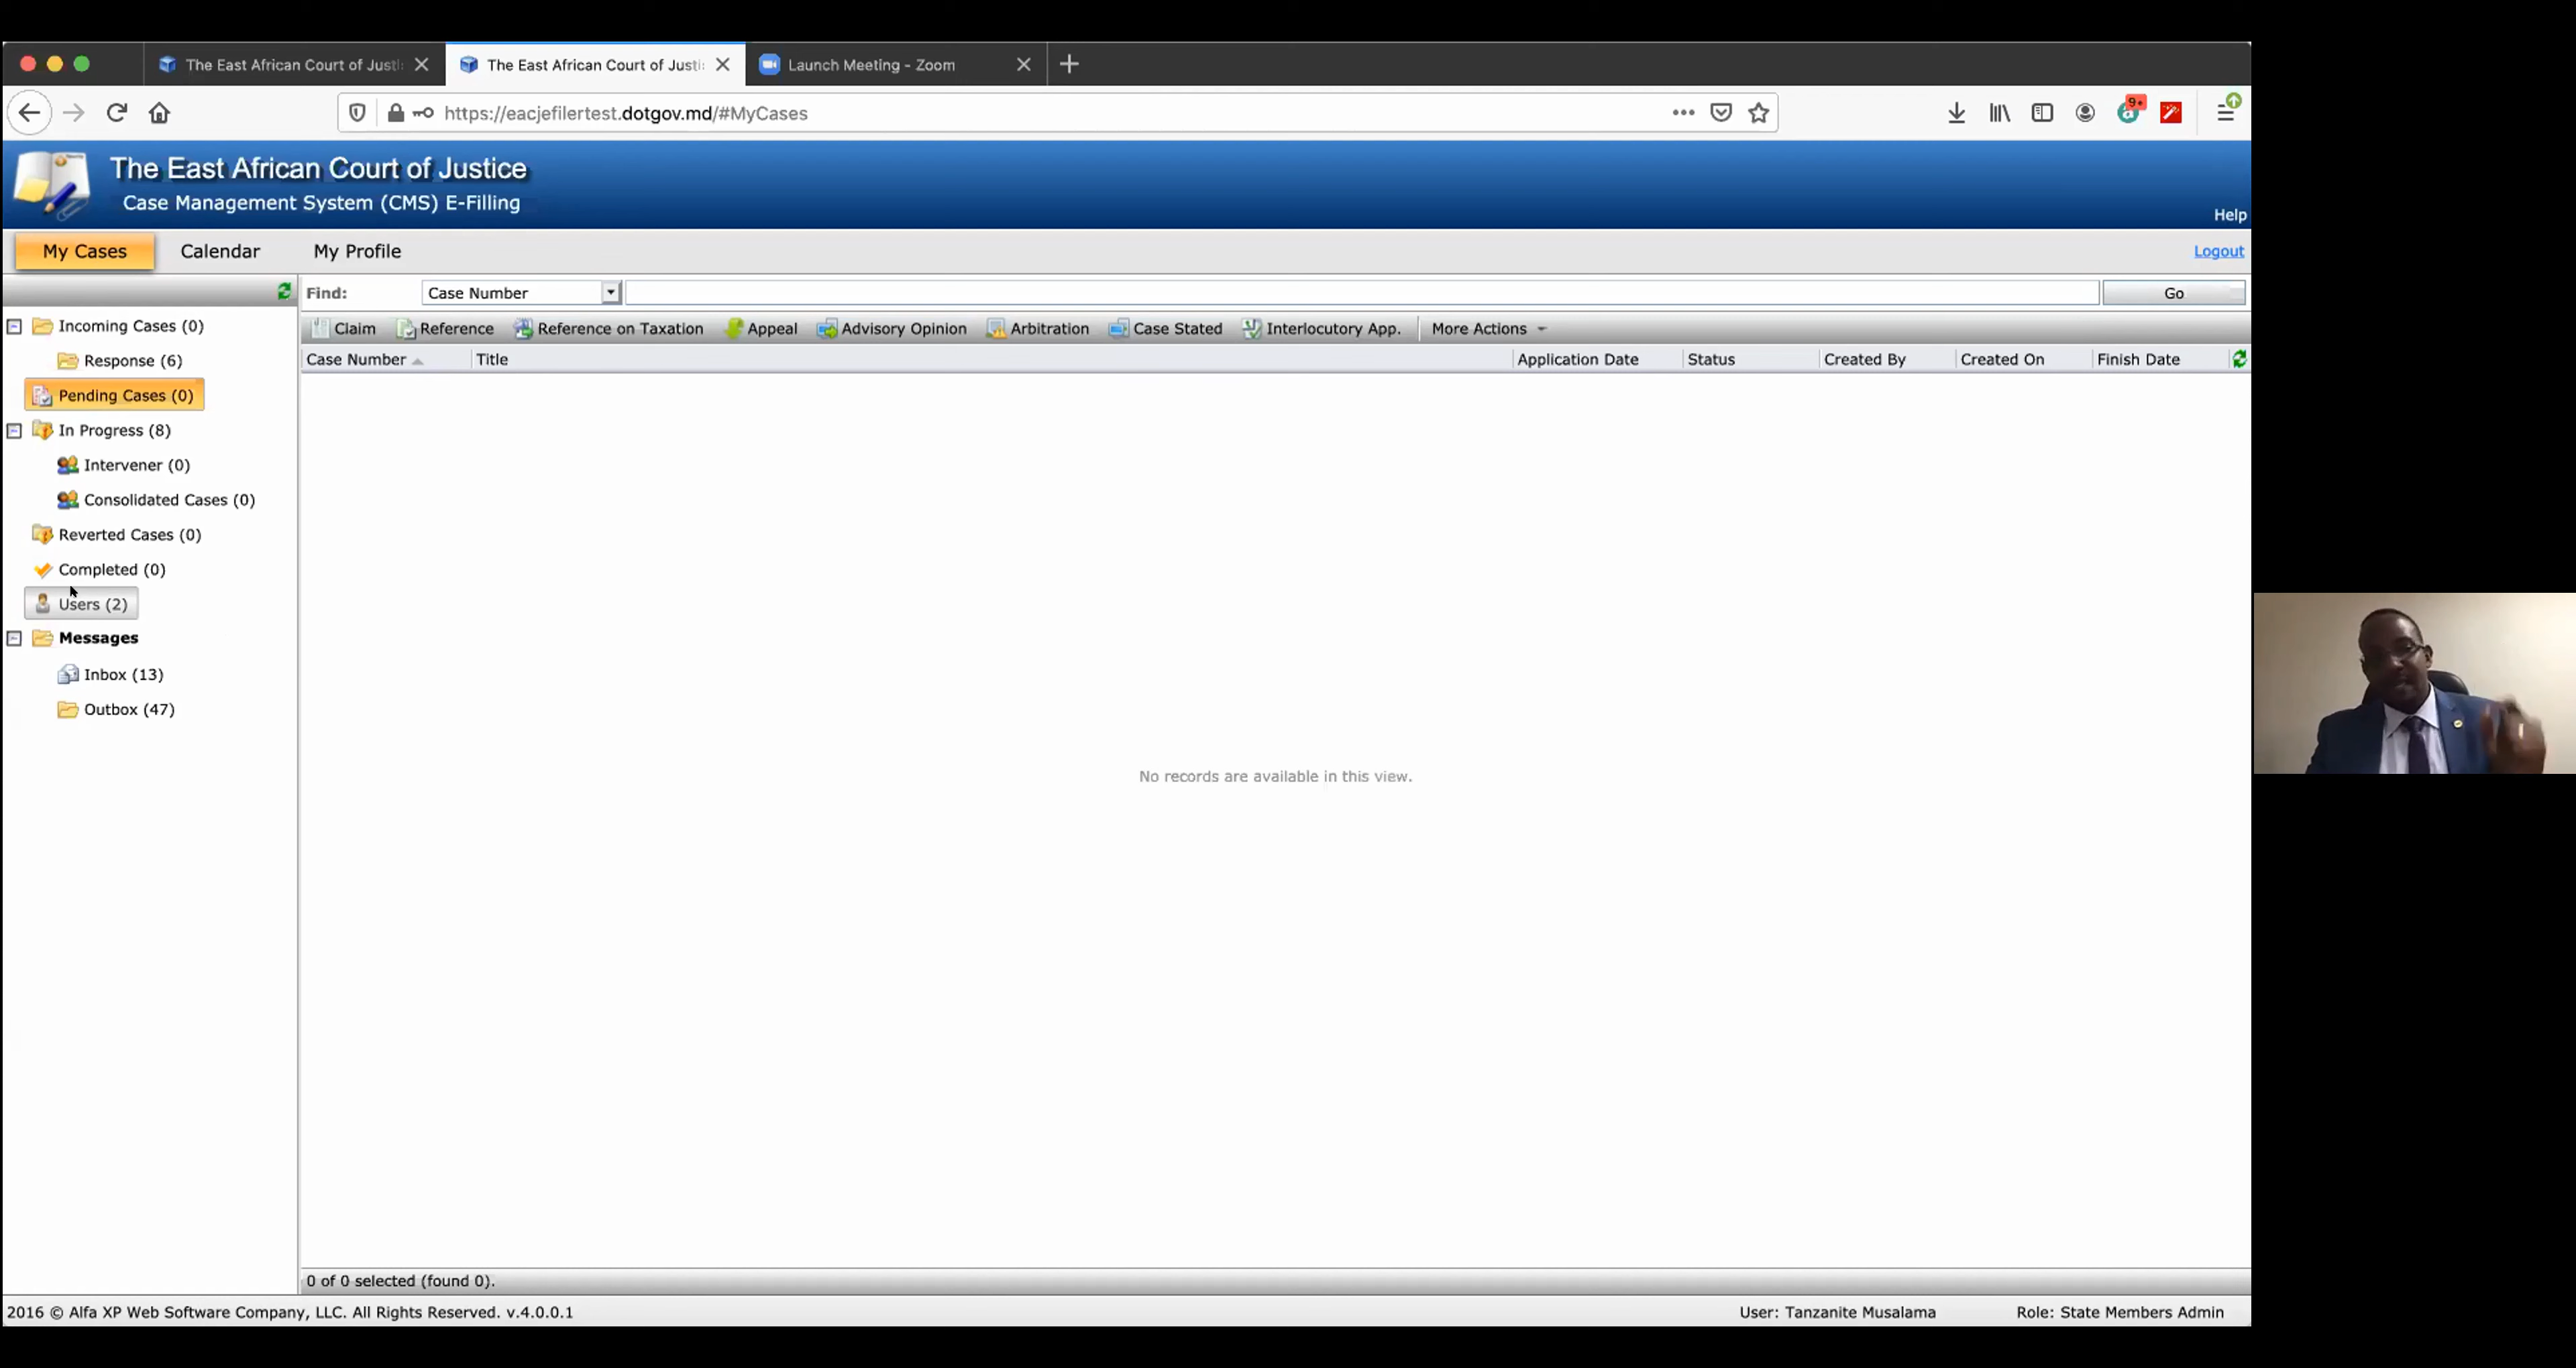 The East African Court of Justi
The East African Court of Justi
Launch Meeting - Zoom
https://eacjefilertest.dotgov.md/#MyCases
9+
The East African Court of Justice
Case Management System (CMS) E-Filling
Help
My Cases Calendar My Profile Logout
Find: Case Number Go
Claim Reference Reference on Taxation Appeal Advisory Opinion Arbitration Case Stated Interlocutory App. More Actions
Case Number Title Application Date Status Created By Created On Finish Date
Incoming Cases (0)
Response (6)
Pending Cases (0)
In Progress (8)
Intervener (0)
Consolidated Cases (0)
Reverted Cases (0)
Completed (0)
Users (2)
Messages
Inbox (13)
Outbox (47)
No records are available in this view.
0 of 0 selected (found 0).
2016 © Alfa XP Web Software Company, LLC. All Rights Reserved. v.4.0.0.1 User: Tanzanite Musalama Role: State Members Admin